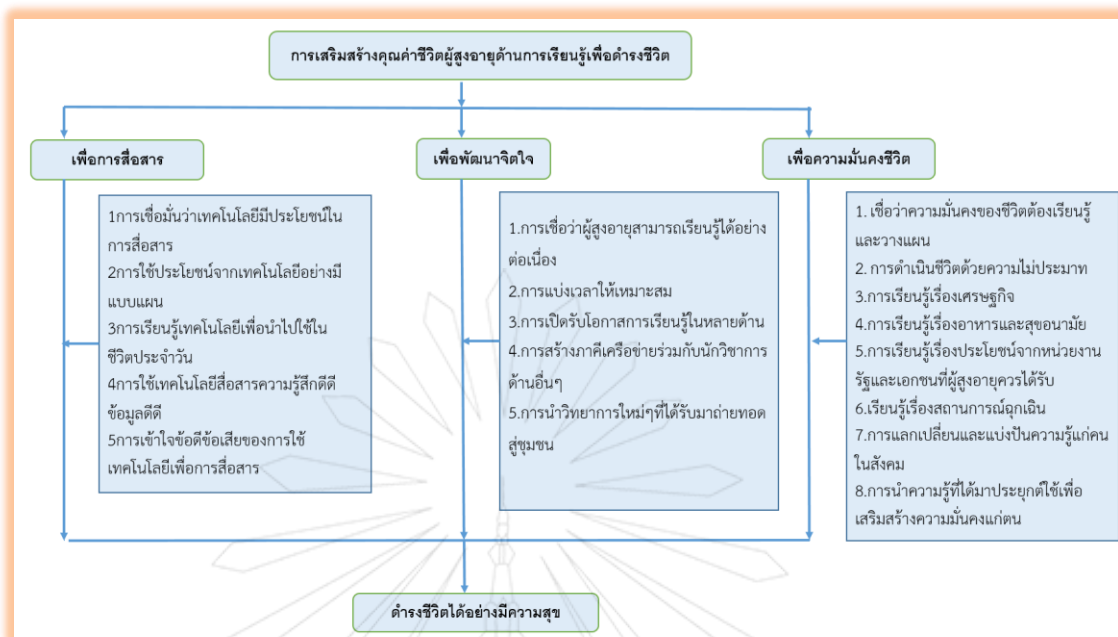 การเสริมสร้างคุณค่าชีวิตผู้สูงอายุด้านการเรียนรู้เพื่อดำรงชีวิต
เพื่อการสื่อสาร
เพื่อพัฒนาจิตใจ
เพื่อความมั่นคงชีวิต
1การเชื่อมั่นว่าเทคโนโลยีมีประโยชน์ใน
การสื่อสาร
2การใช้ประโยชน์จากเทคโนโลยีอย่างมี
แบบแผน
3การเรียนรู้เทคโนโลยีเพื่อนำไปใช้ใน
ชีวิตประจำวัน
4การใช้เทคโนโลยีสื่อสารความรู้สึกดีดี
ข้อมูลดีดี
5การเข้าใจข้อดีข้อเสียของการใช้
เทคโนโลยีเพื่อการสื่อสาร
1.การเชื่อว่าผู้สูงอายุสามารถเรียนรู้ได้อย่าง
ต่อเนื่อง
2.การแบ่งเวลาให้เหมาะสม
3.การเปิดรับโอกาสการเรียนรู้ในหลายด้าน
4.การสร้างภาคีเครือข่ายร่วมกับนักวิชาการ
ด้านอื่นๆ
5.การนำวิทยาการใหม่ๆที่ได้รับมาถ่ายทอด
สู่ชุมชน
1. เชื่อว่าความมั่นคงของชีวิตต้องเรียนรู้
และวางแผน
2. การดำเนินชีวิตด้วยความไม่ประมาท
3.การเรียนรู้เรื่องเศรษฐกิจ
4.การเรียนรู้เรื่องอาหารและสุขอนามัย
5.การเรียนรู้เรื่องประโยชน์จากหน่วยงาน
รัฐและเอกชนที่ผู้สูงอายุควรได้รับ
6.เรียนรู้เรื่องสถานการณ์ฉุกเฉิน
7.การแลกเปลี่ยนและแบ่งปันความรู้แก่คน
ในสังคม
8.การนำความรู้ที่ได้มาประยุกต์ใช้เพื่อ
เสริมสร้างความมั่นคงแก่ตน
ดำรงชีวิตได้อย่างมีความสุข